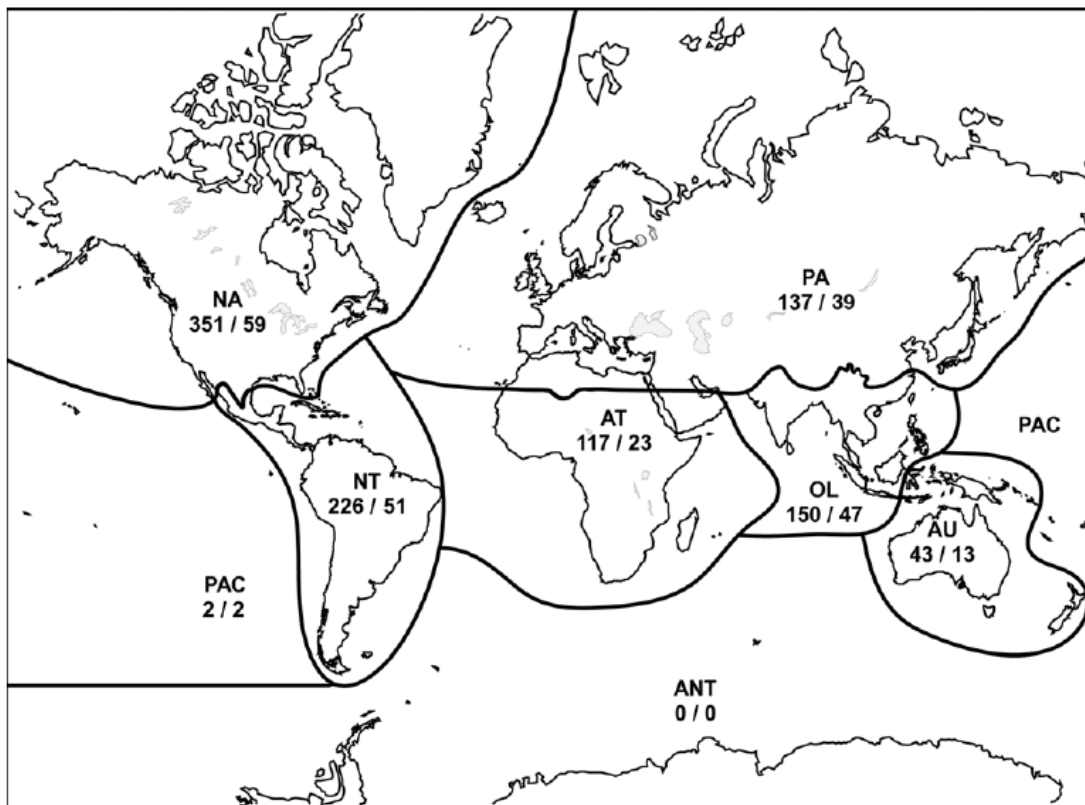 NA
351 / 59
PA
137 / 39
AT
117 / 23
PAC
NT
226 / 51
OL
150 / 47
AU
43 / 13
PAC
2 / 2
ANT
0 / 0